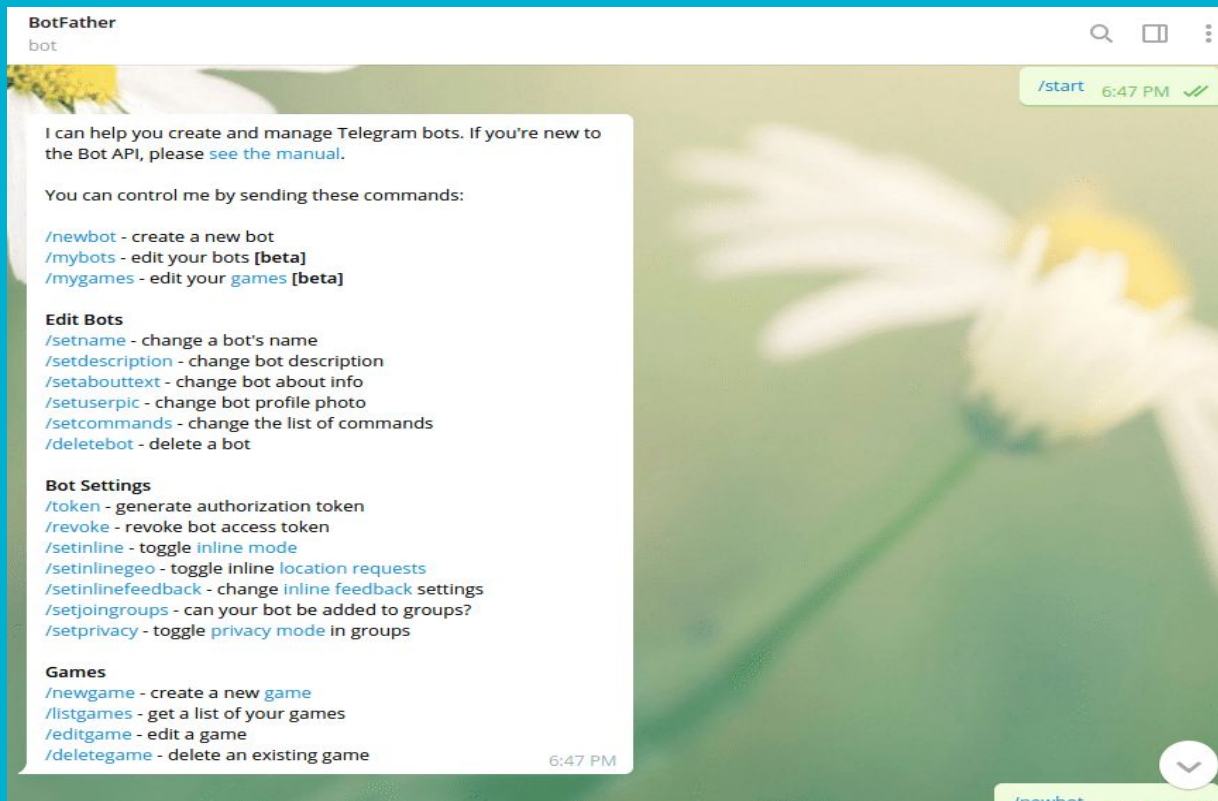 BotFather
bot
/start 6:47 PM
I can help you create and manage Telegram bots. If you're new to
the Bot API, please see the manual.
You can control me by sending these commands:
/newbot - create a new bot
/mybots - edit your bots [beta]
/mygames - edit your games [beta]
Edit Bots
/setname - change a bot's name
/setdescription - change bot description
/setabouttext - change bot about info
/setuserpic - change bot profile photo
/setcommands - change the list of commands
/deletebot - delete a bot
Bot Settings
/token - generate authorization token
/revoke - revoke bot access token
/setinline - toggle inline mode
/setinlinegeo - toggle inline location requests
/setinlinefeedback - change inline feedback settings
/setjoingroups - can your bot be added to groups?
/setprivacy - toggle privacy mode in groups
Games
/newgame - create a new game
/listgames - get a list of your games
/editgame - edit a game
/deletegame - delete an existing game
6:47 PM
/newbot